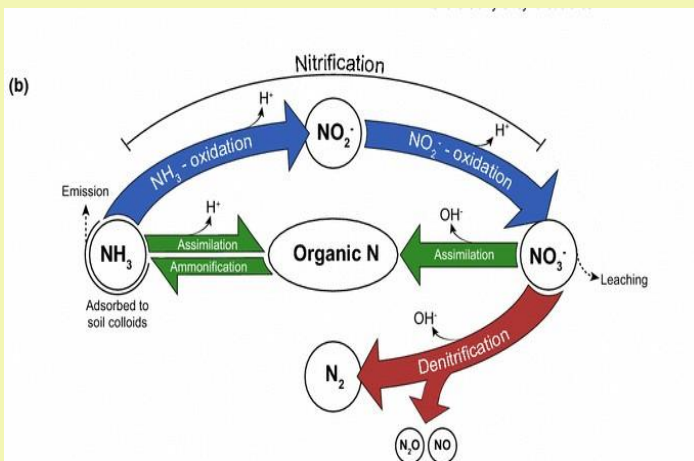 Nitrification
(b)
H⁺
NO₂⁻
H⁺
NH₃ - oxidation
NO₂⁻ - oxidation
Emission
H⁺
OH⁻
NH₃
Assimilation
Ammonification
Organic N
Assimilation
NO₃⁻
Leaching
Adsorbed to
soil colloids
OH⁻
Denitrification
N₂
N₂O
NO